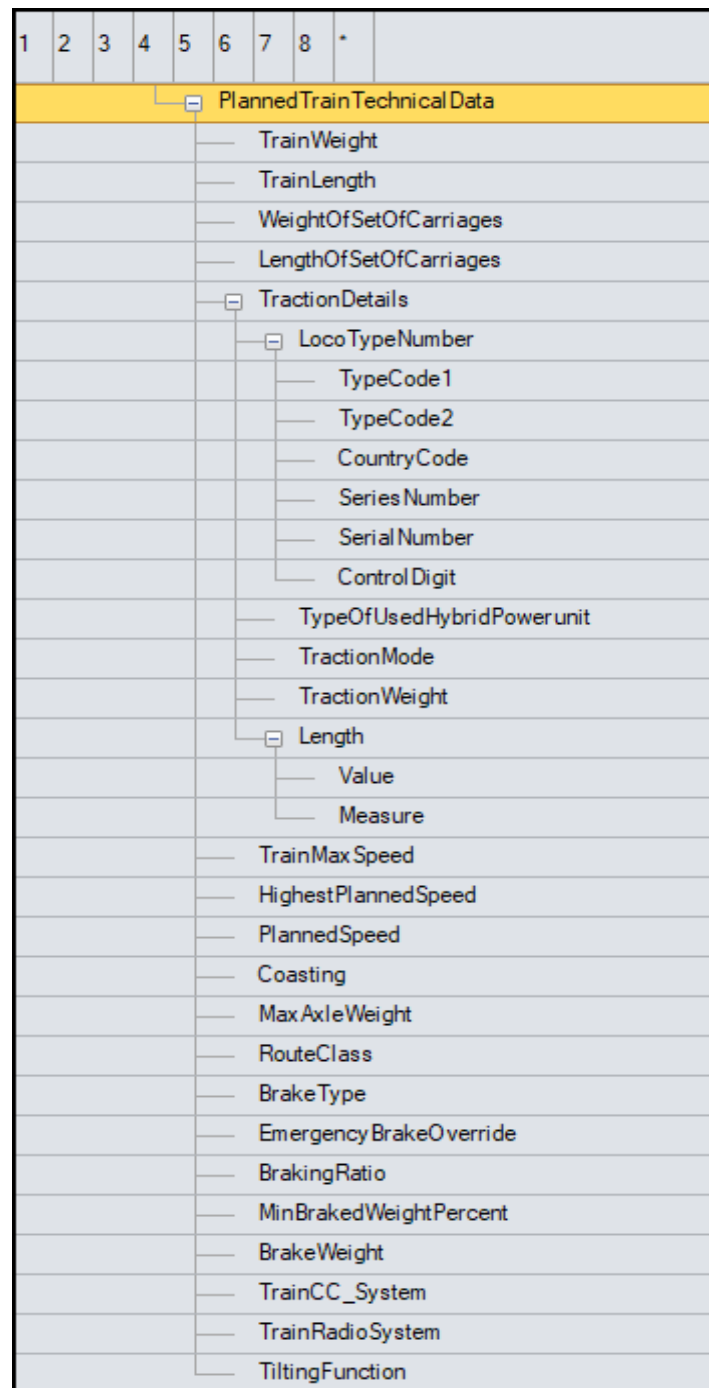 1 2 3 4 5 6 7 8 *
PlannedTrainTechnicalData
TrainWeight
TrainLength
WeightOfSetOfCarriages
LengthOfSetOfCarriages
TractionDetails
LocoTypeNumber
TypeCode1
TypeCode2
CountryCode
SeriesNumber
SerialNumber
ControlDigit
TypeOfUsedHybridPowerunit
TractionMode
TractionWeight
Length
Value
Measure
TrainMaxSpeed
HighestPlannedSpeed
PlannedSpeed
Coasting
MaxAxleWeight
RouteClass
BrakeType
EmergencyBrakeOverride
BrakingRatio
MinBrakedWeightPercent
BrakeWeight
TrainCC_System
TrainRadioSystem
TiltingFunction